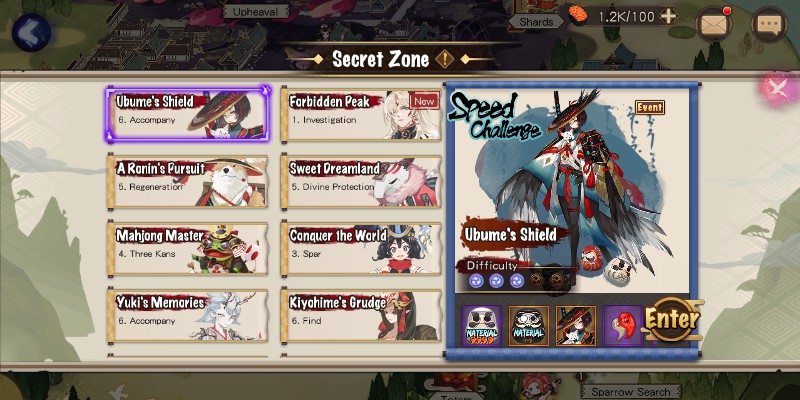 Upheaval
Shards
1.2K/100
Secret Zone
Ubume's Shield
6. Accompany
Forbidden Peak
New
1. Investigation
A Ronin's Pursuit
5. Regeneration
Sweet Dreamland
5. Divine Protection
Mahjong Master
4. Three Kans
Conquer the World
3. Spar
Yuki's Memories
6. Accompany
Kiyohime's Grudge
6. Find
Speed
Challenge
Event
Ubume's Shield
Difficulty
MATERIAL
MATERIAL
Enter
Totem
Sparrow Search